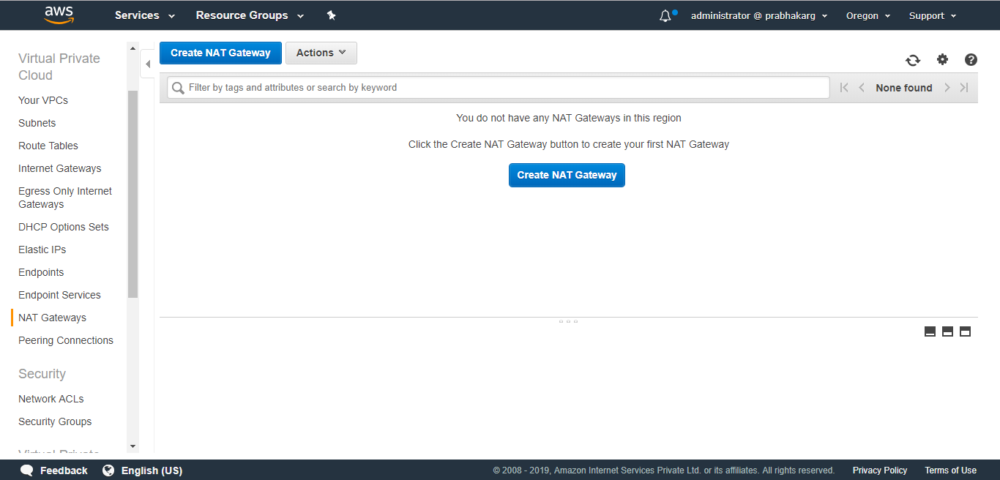 aws
Services
Resource Groups
administrator @ prabhakarg
Oregon
Support
Virtual Private
Cloud
Your VPCs
Subnets
Route Tables
Internet Gateways
Egress Only Internet
Gateways
DHCP Options Sets
Elastic IPs
Endpoints
Endpoint Services
NAT Gateways
Peering Connections
Security
Network ACLs
Security Groups
Virtual Private
Create NAT Gateway
Actions
Filter by tags and attributes or search by keyword
None found
You do not have any NAT Gateways in this region
Click the Create NAT Gateway button to create your first NAT Gateway
Create NAT Gateway
Feedback
English (US)
© 2008 - 2019, Amazon Internet Services Private Ltd. or its affiliates. All rights reserved.
Privacy Policy
Terms of Use